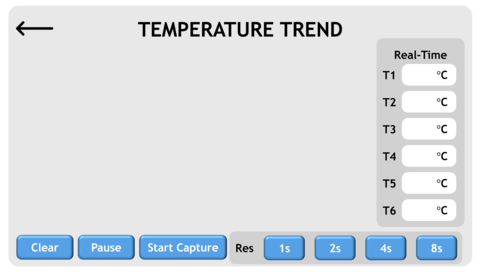 TEMPERATURE TREND
Real-Time
T1 °C
T2 °C
T3 °C
T4 °C
T5 °C
T6 °C
Clear Pause Start Capture Res 1s 2s 4s 8s